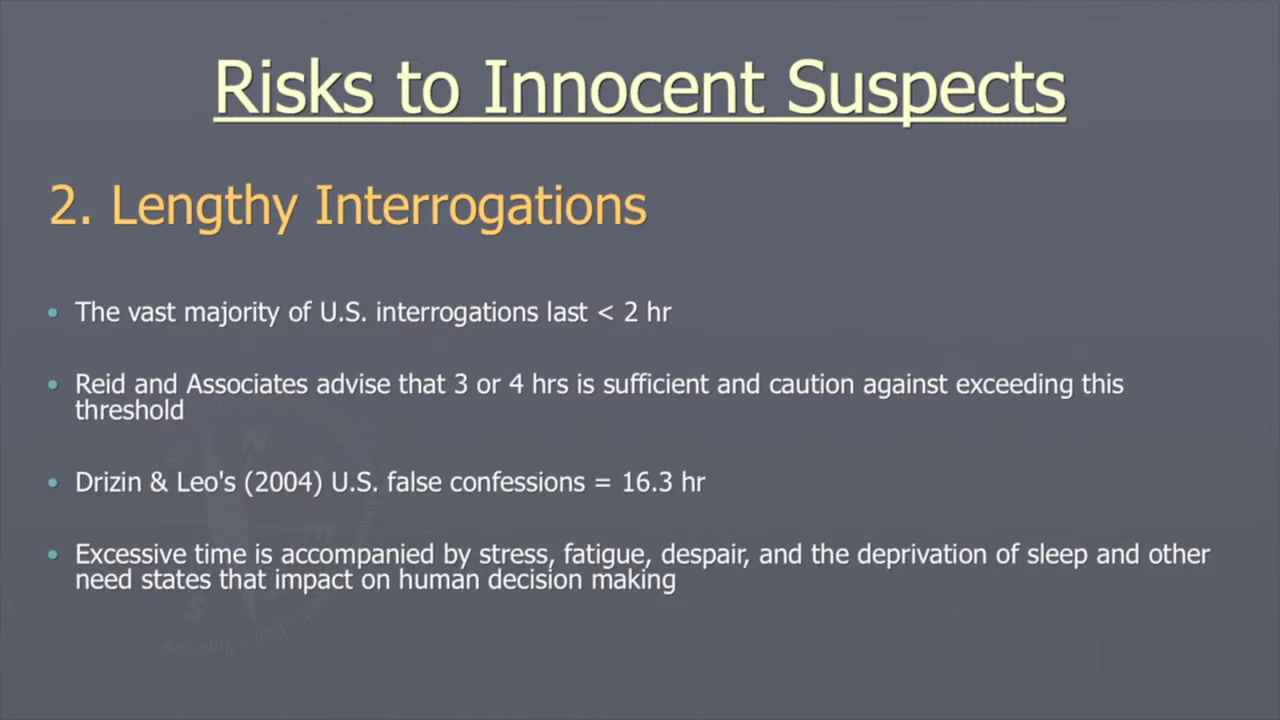 Risks to Innocent Suspects
2. Lengthy Interrogations
• The vast majority of U.S. interrogations last < 2 hr
• Reid and Associates advise that 3 or 4 hrs is sufficient and caution against exceeding this
threshold
• Drizin & Leo's (2004) U.S. false confessions = 16.3 hr
• Excessive time is accompanied by stress, fatigue, despair, and the deprivation of sleep and other
need states that impact on human decision making
N
E
S